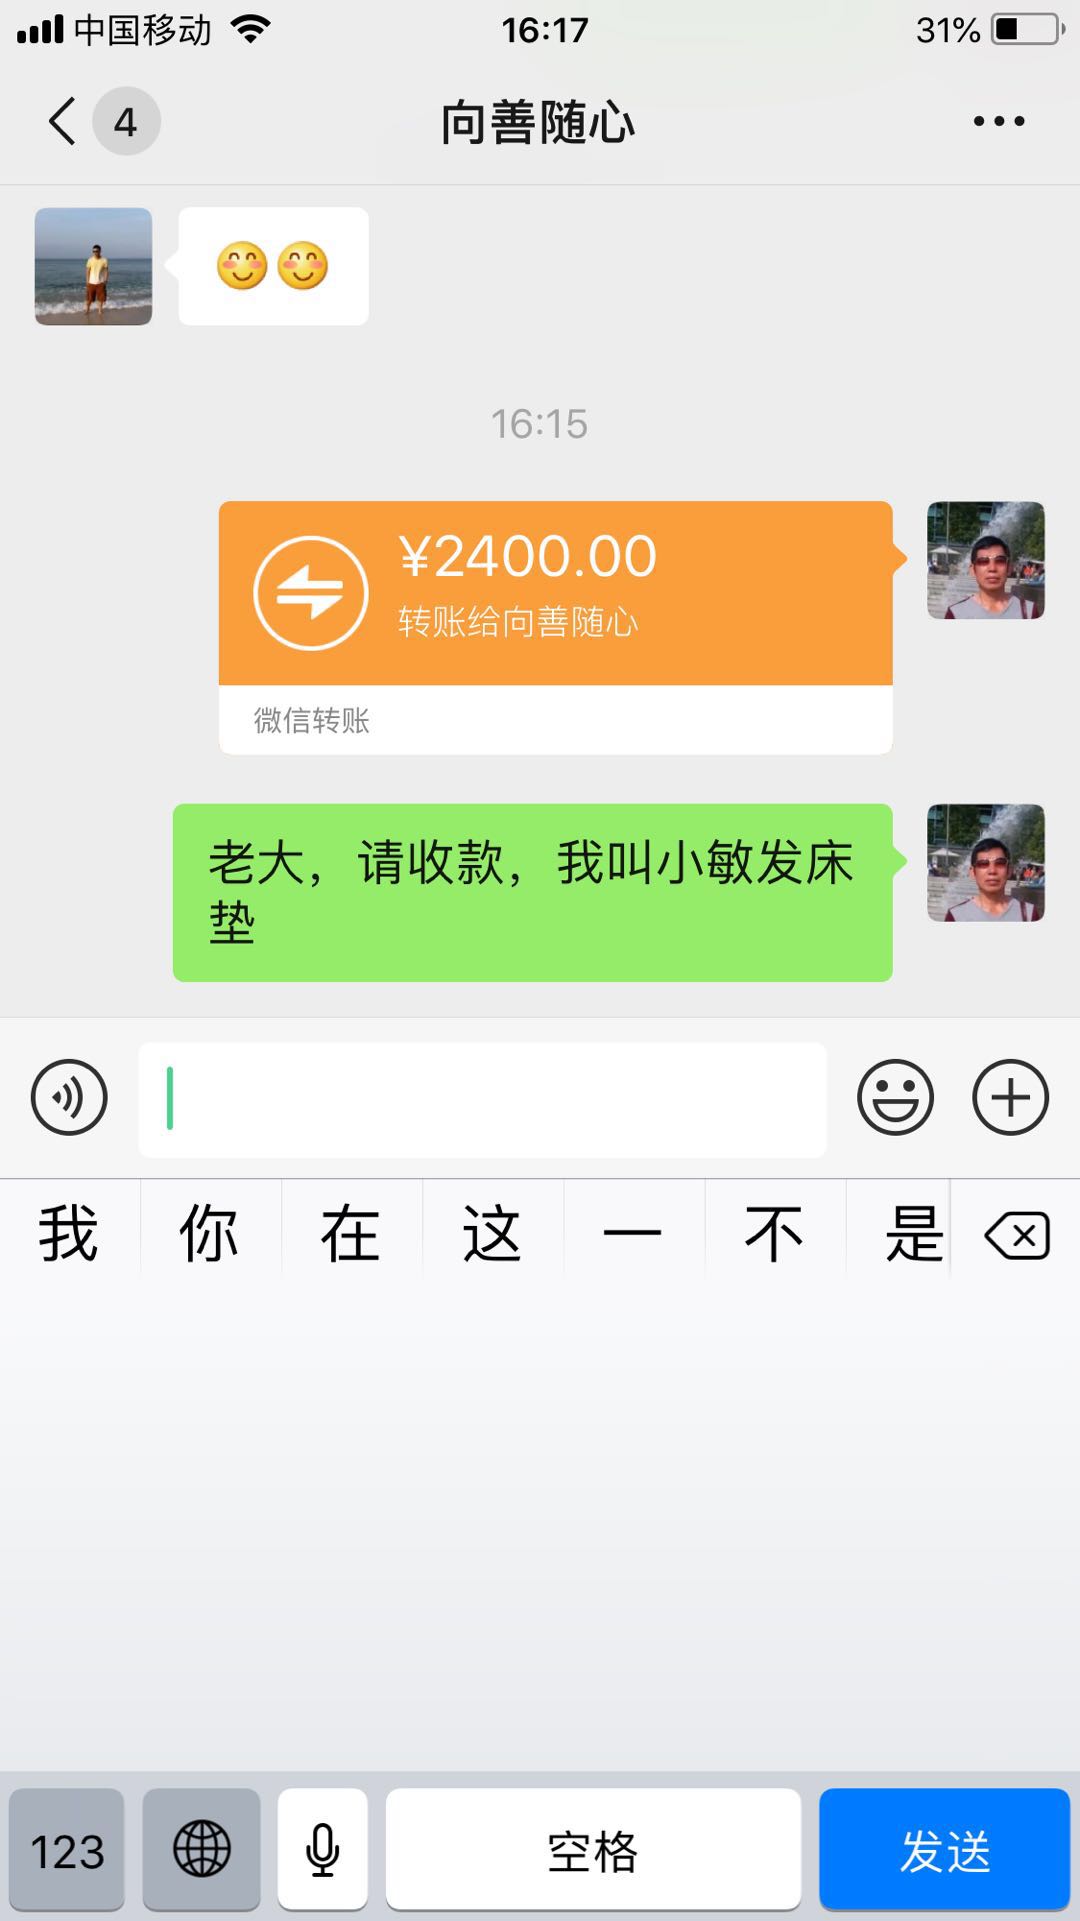 中国移动
16:17
31%
4
向善随心
16:15
¥2400.00
转账给向善随心
微信转账
老大，请收款，我叫小敏发床
垫
我
你
在
这
一
不
是
123
空格
发送